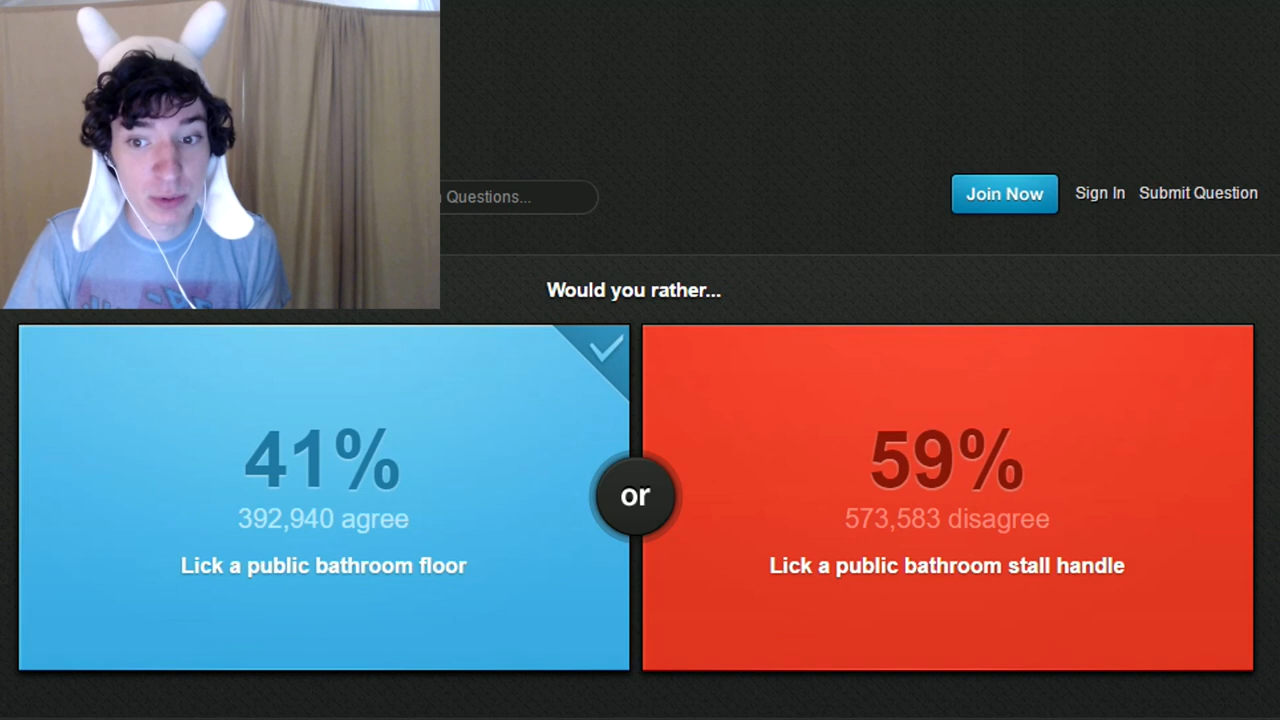 Questions...
Join Now
Sign In
Submit Question
Would you rather...
41%
392,940 agree
Lick a public bathroom floor
or
59%
573,583 disagree
Lick a public bathroom stall handle